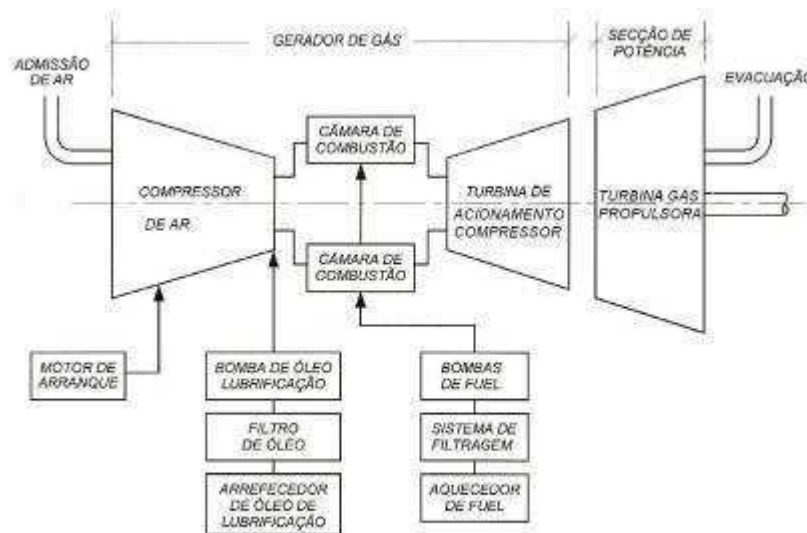 GERADOR DE GÁS
SECÇÃO DE
POTÊNCIA
ADMISSÃO
DE AR
EVACUAÇÃO
CÂMARA DE
COMBUSTÃO
COMPRESSOR
DE AR
TURBINA DE
ACIONAMENTO
COMPRESSOR
TURBINA GAS
PROPULSORA
CÂMARA DE
COMBUSTÃO
MOTOR DE
ARRANQUE
BOMBA DE ÓLEO
LUBRIFICAÇÃO
BOMBAS
DE FUEL
FILTRO
DE ÓLEO
SISTEMA DE
FILTRAGEM
ARREFECEDOR
DE ÓLEO DE
LUBRIFICAÇÃO
AQUECEDOR
DE FUEL